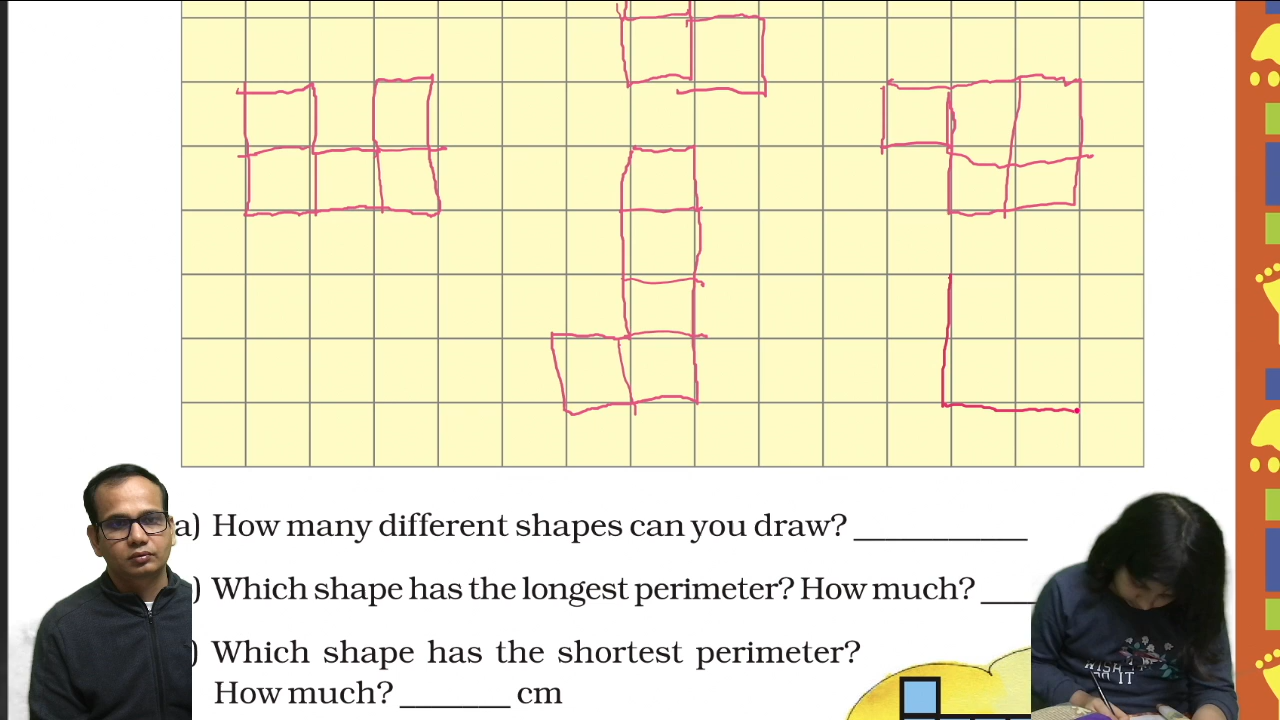 a) How many different shapes can you draw? ____________
) Which shape has the longest perimeter? How much? ____
) Which shape has the shortest perimeter?
How much? ________ cm